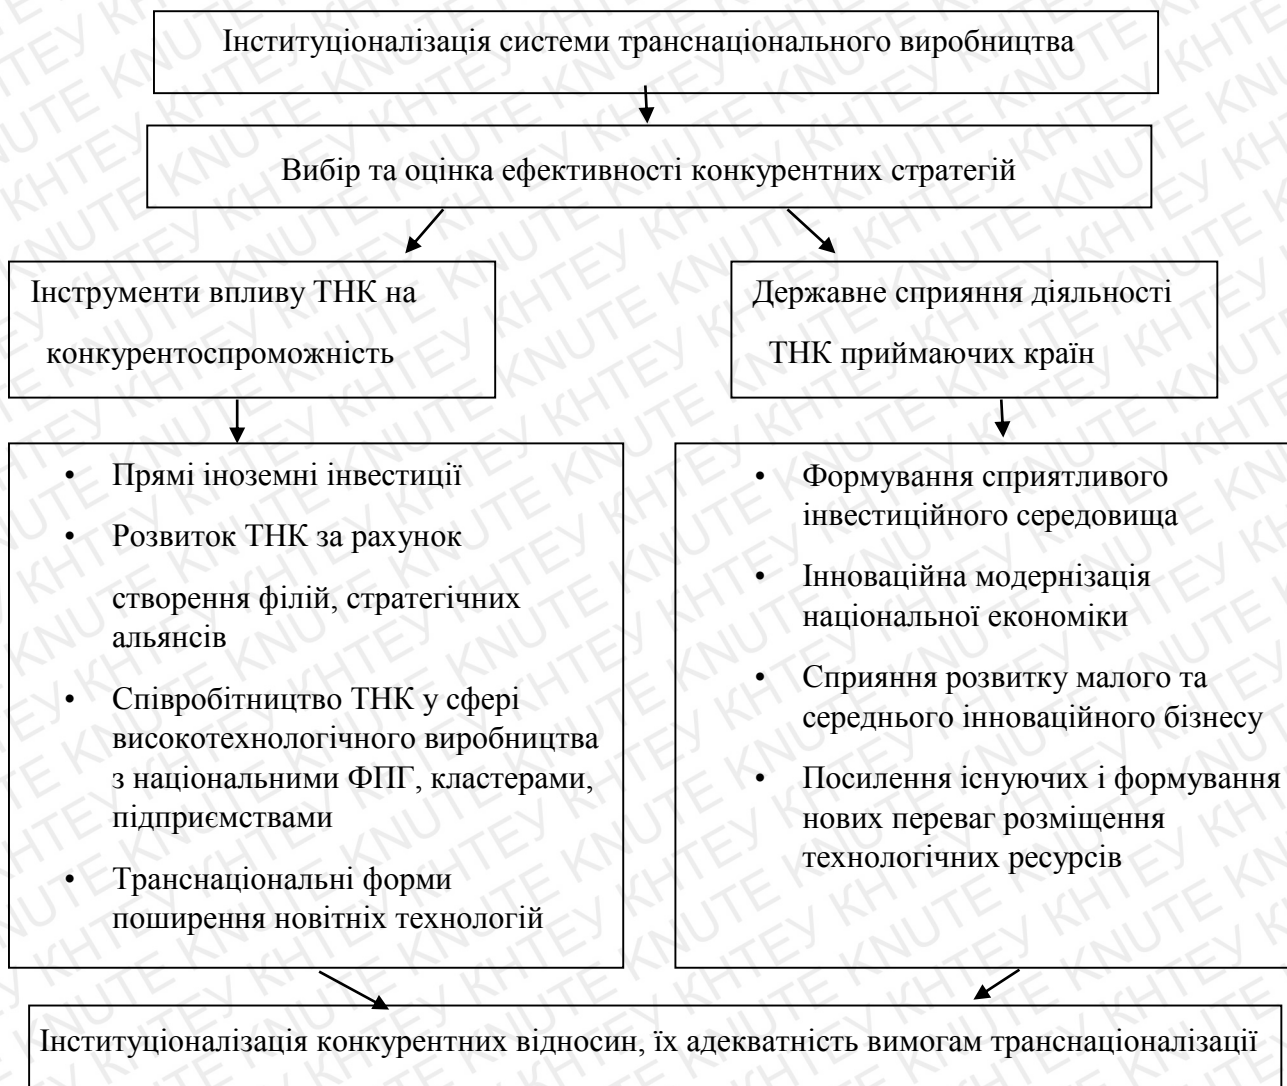 Інституціоналізація системи транснаціонального виробництва
Вибір та оцінка ефективності конкурентних стратегій
Інструменти впливу ТНК на
конкурентоспроможність
Державне сприяння діяльності
ТНК приймаючих країн
• Прямі іноземні інвестиції
• Розвиток ТНК за рахунок
створення філій, стратегічних
альянсів
• Співробітництво ТНК у сфері
високотехнологічного виробництва
з національними ФПГ, кластерами,
підприємствами
• Транснаціональні форми
поширення новітніх технологій
• Формування сприятливого
інвестиційного середовища
• Інноваційна модернізація
національної економіки
• Сприяння розвитку малого та
середнього інноваційного бізнесу
• Посилення існуючих і формування
нових переваг розміщення
технологічних ресурсів
Інституціоналізація конкурентних відносин, їх адекватність вимогам транснаціоналізації